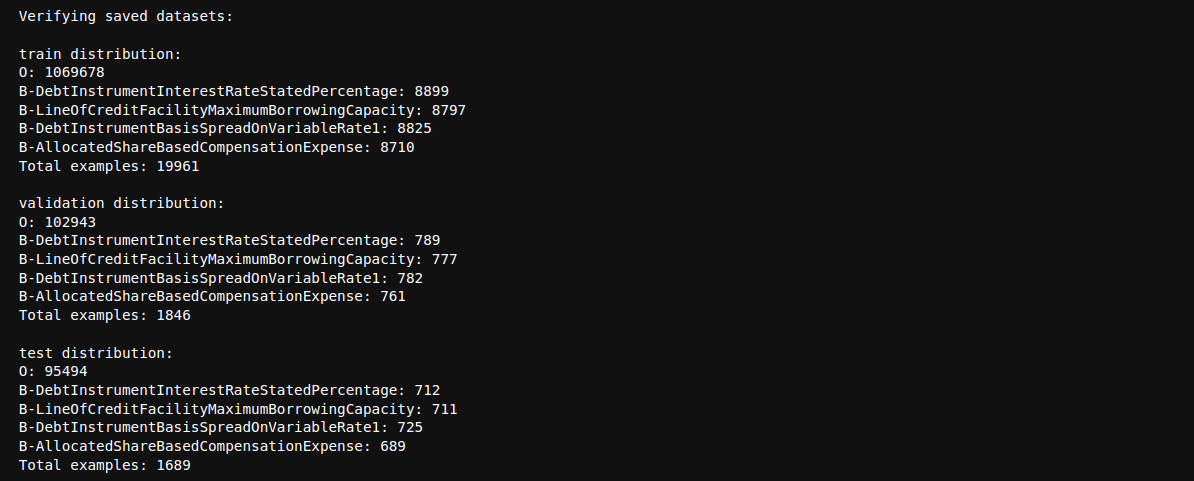 Verifying saved datasets:
train distribution:
O: 1069678
B-DebtInstrumentInterestRateStatedPercentage: 8899
B-LineOfCreditFacilityMaximumBorrowingCapacity: 8797
B-DebtInstrumentBasisSpreadOnVariableRate1: 8825
B-AllocatedShareBasedCompensationExpense: 8710
Total examples: 19961
validation distribution:
O: 102943
B-DebtInstrumentInterestRateStatedPercentage: 789
B-LineOfCreditFacilityMaximumBorrowingCapacity: 777
B-DebtInstrumentBasisSpreadOnVariableRate1: 782
B-AllocatedShareBasedCompensationExpense: 761
Total examples: 1846
test distribution:
O: 95494
B-DebtInstrumentInterestRateStatedPercentage: 712
B-LineOfCreditFacilityMaximumBorrowingCapacity: 711
B-DebtInstrumentBasisSpreadOnVariableRate1: 725
B-AllocatedShareBasedCompensationExpense: 689
Total examples: 1689